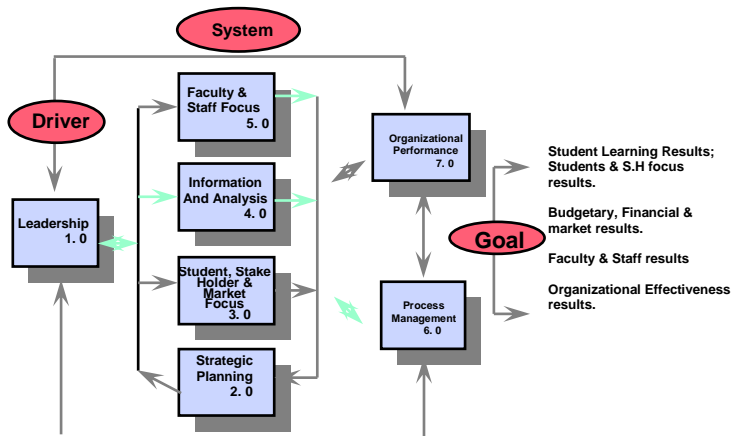 System
Driver
Faculty &
Staff Focus
5. 0
Information
And Analysis
4. 0
Leadership
1. 0
Student, Stake
Holder &
Market
Focus
3. 0
Strategic
Planning
2. 0
Organizational
Performance
7. 0
Process
Management
6. 0
Goal
Student Learning Results;
Students & S.H focus
results.
Budgetary, Financial &
market results.
Faculty & Staff results
Organizational Effectiveness
results.